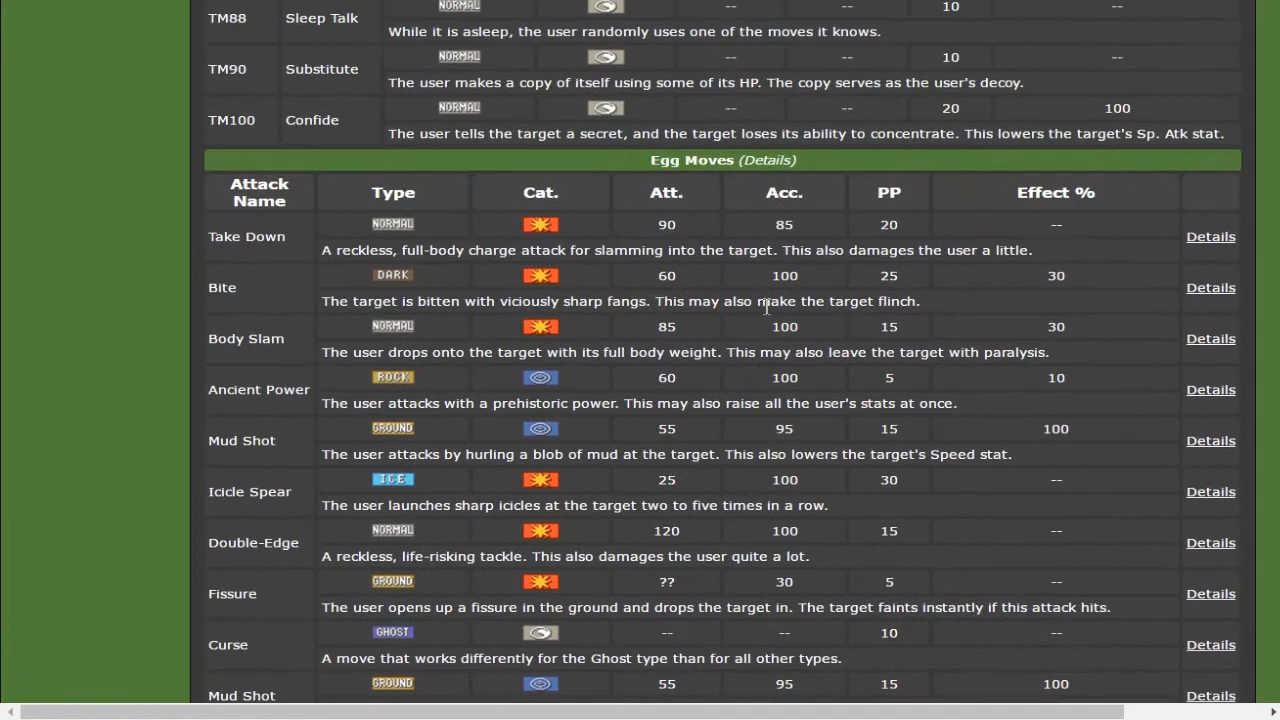 NORMAL -- -- 10 --
TM88 Sleep Talk
While it is asleep, the user randomly uses one of the moves it knows.
NORMAL -- -- 10 --
TM90 Substitute
The user makes a copy of itself using some of its HP. The copy serves as the user's decoy.
NORMAL -- -- 20 100
TM100 Confide
The user tells the target a secret, and the target loses its ability to concentrate. This lowers the target's Sp. Atk stat.
Egg Moves (Details)
Attack Name Type Cat. Att. Acc. PP Effect %
NORMAL 90 85 20 --
Take Down Details
A reckless, full-body charge attack for slamming into the target. This also damages the user a little.
DARK 60 100 25 30
Bite Details
The target is bitten with viciously sharp fangs. This may also make the target flinch.
NORMAL 85 100 15 30
Body Slam Details
The user drops onto the target with its full body weight. This may also leave the target with paralysis.
ROCK 60 100 5 10
Ancient Power Details
The user attacks with a prehistoric power. This may also raise all the user's stats at once.
GROUND 55 95 15 100
Mud Shot Details
The user attacks by hurling a blob of mud at the target. This also lowers the target's Speed stat.
ICE 25 100 30 --
Icicle Spear Details
The user launches sharp icicles at the target two to five times in a row.
NORMAL 120 100 15 --
Double-Edge Details
A reckless, life-risking tackle. This also damages the user quite a lot.
GROUND ?? 30 5 --
Fissure Details
The user opens up a fissure in the ground and drops the target in. The target faints instantly if this attack hits.
GHOST -- -- 10 --
Curse Details
A move that works differently for the Ghost type than for all other types.
GROUND 55 95 15 100
Mud Shot Details